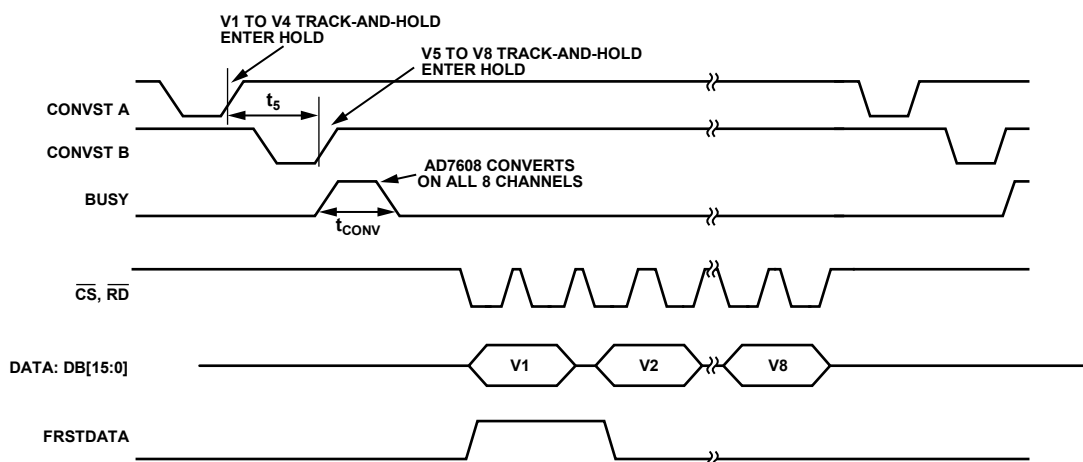 V1 TO V4 TRACK-AND-HOLD
ENTER HOLD
V5 TO V8 TRACK-AND-HOLD
ENTER HOLD
CONVST A
t5
CONVST B
AD7608 CONVERTS
ON ALL 8 CHANNELS
BUSY
tCONV
CS, RD
DATA: DB[15:0]
V1
V2
V8
FRSTDATA